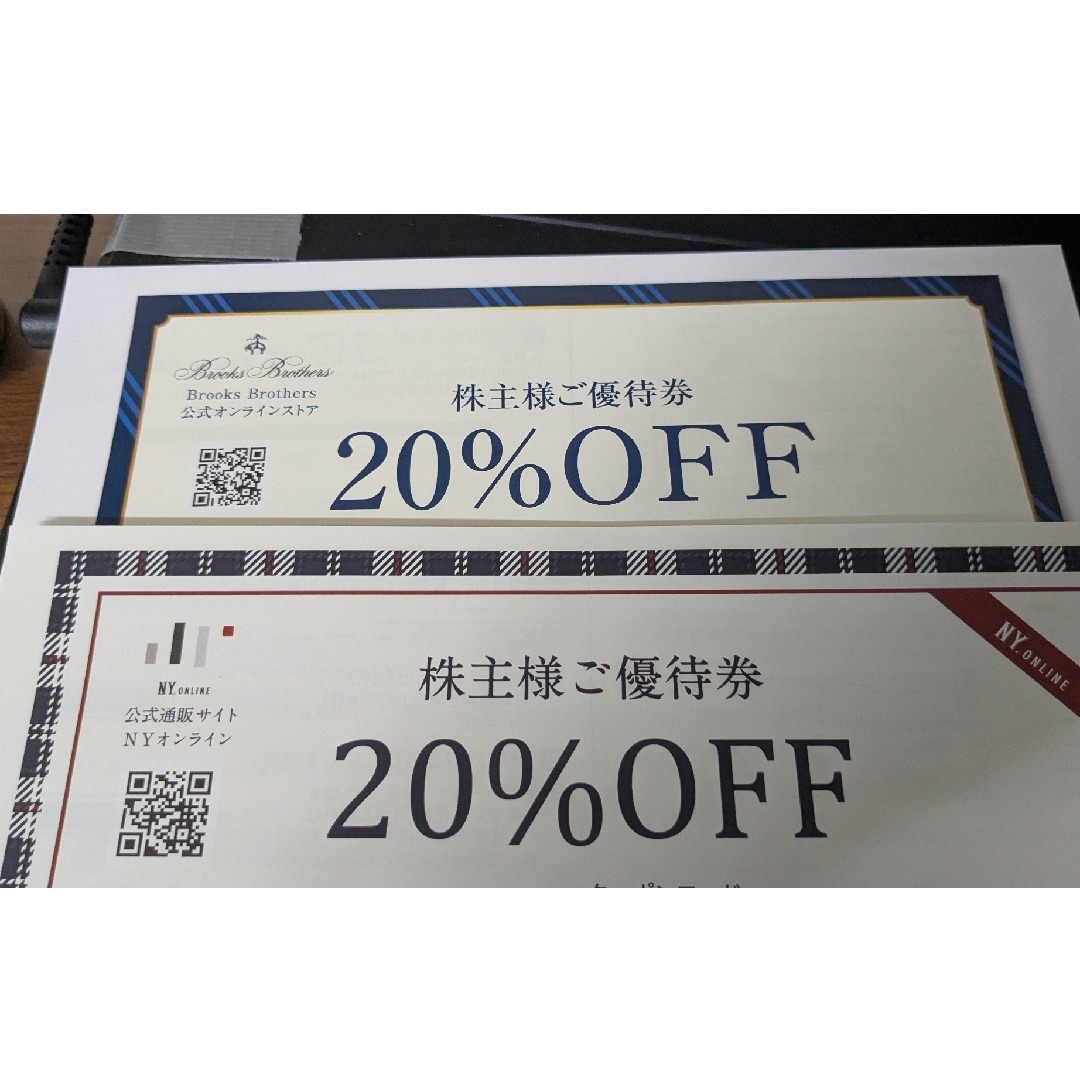 Brooks Brothers
Brooks Brothers
公式オンラインストア
株主様ご優待券
20%OFF
NY.ONLINE
NY.ONLINE
公式通販サイト
NYオンライン
株主様ご優待券
20%OFF